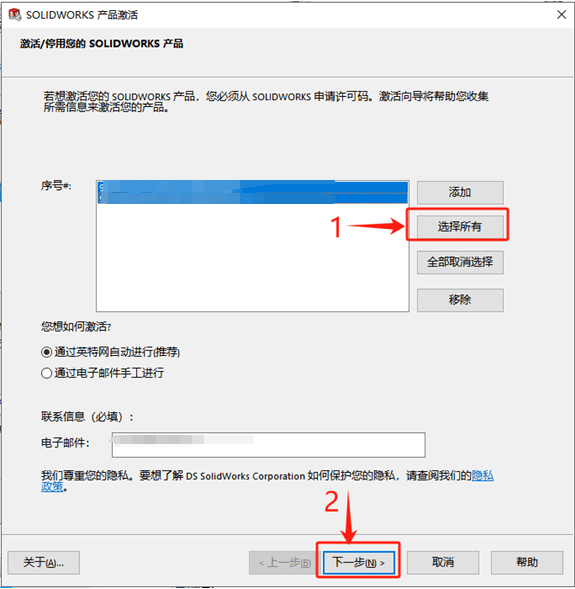 SOLIDWORKS 产品激活
激活/停用您的 SOLIDWORKS 产品
若想激活您的 SOLIDWORKS 产品，您必须从 SOLIDWORKS 申请许可码。激活向导将帮助您收集
所需信息来激活您的产品。
序号#:
添加
1
选择所有
全部取消选择
移除
您想如何激活?
通过英特网自动进行(推荐)
通过电子邮件手工进行
联系信息（必填）:
电子邮件:
我们尊重您的隐私。要想了解 DS SolidWorks Corporation 如何保护您的隐私，请查阅我们的隐私
政策。
2
关于(A)...
< 上一步(B)
下一步(N) >
取消
帮助